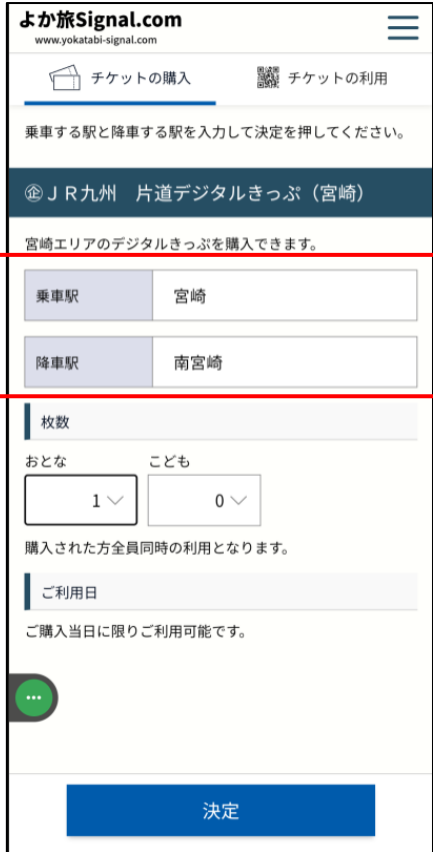 よか旅Signal.com
www.yokatabi-signal.com
チケットの購入
チケットの利用
乗車する駅と降車する駅を入力して決定を押してください。
㊭ＪＲ九州　片道デジタルきっぷ（宮崎）
宮崎エリアのデジタルきっぷを購入できます。
乗車駅 宮崎
降車駅 南宮崎
枚数
おとな こども
1 0
購入された方全員同時の利用となります。
ご利用日
ご購入当日に限りご利用可能です。
決定